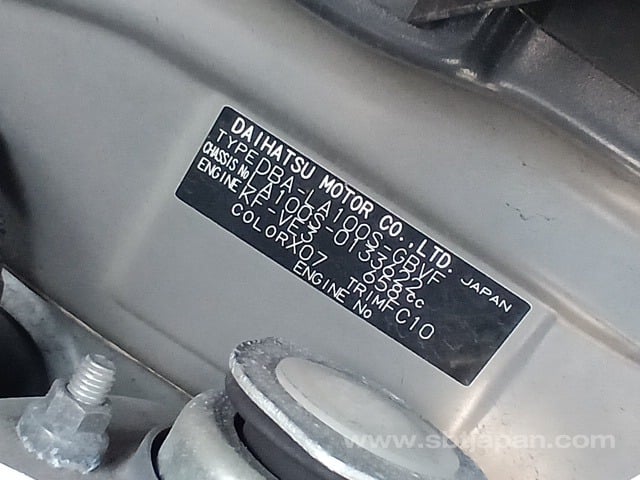 DAIHATSU MOTOR CO., LTD. JAPAN
TYPE DBA-LA100S-GBVF
CHASSIS No LA100S-0133622
ENGINE KF-VE3 658cc
COLOR X07 TRIM FC10
ENGINE No
www.sbtjapan.com